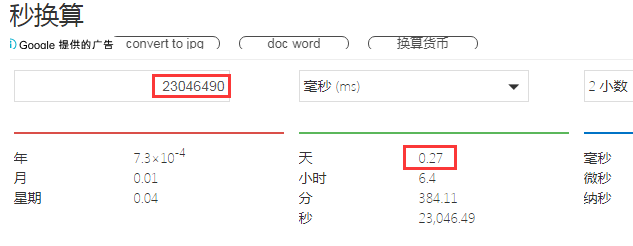 秒换算
Google 提供的广告 convert to jpg doc word 换算货币
23046490 毫秒 (ms) 2 小数
年 7.3×10-4 天 0.27 毫秒
月 0.01 小时 6.4 微秒
星期 0.04 分 384.11 纳秒
秒 23,046.49